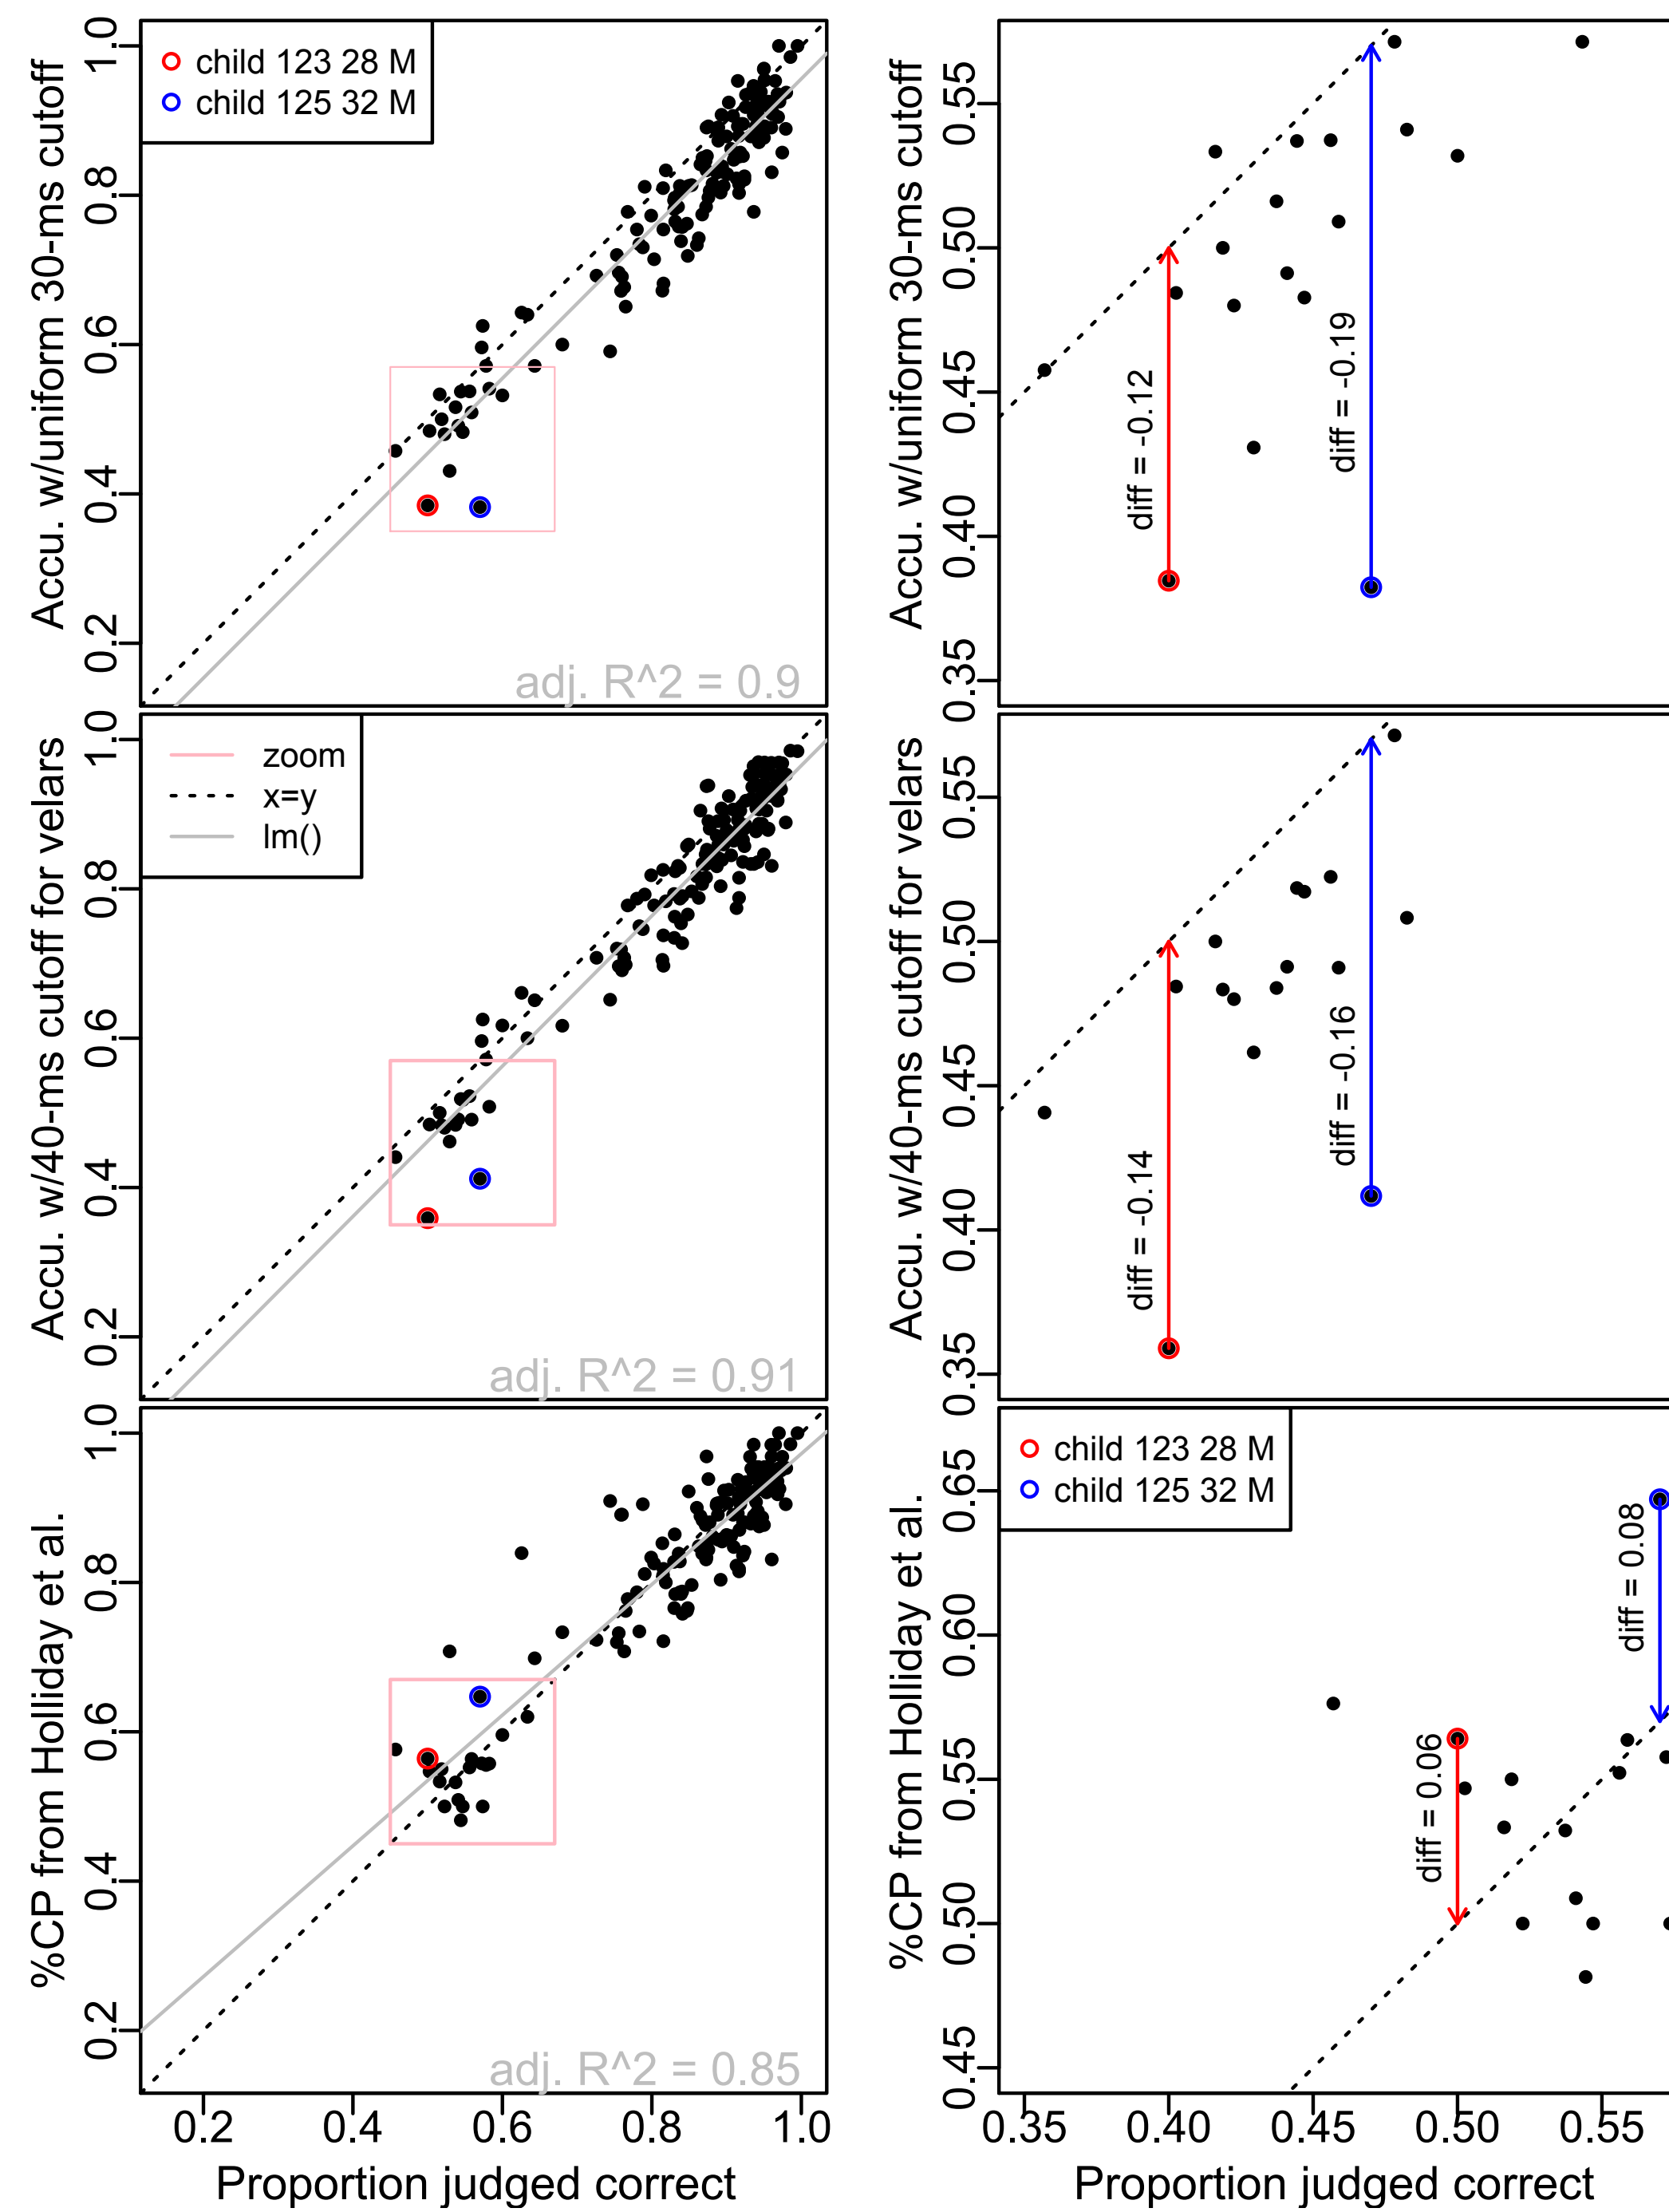 Accu. w/uniform 30-ms cutoff
0.2 0.4 0.6 0.8 1.0
child 123 28 M
child 125 32 M
adj. R^2 = 0.9
Accu. w/uniform 30-ms cutoff
0.35 0.40 0.45 0.50 0.55
diff = -0.12
diff = -0.19
Accu. w/40-ms cutoff for velars
0.2 0.4 0.6 0.8 1.0
zoom
x=y
lm()
adj. R^2 = 0.91
Accu. w/40-ms cutoff for velars
0.35 0.40 0.45 0.50 0.55
diff = -0.14
diff = -0.16
%CP from Holliday et al.
0.2 0.4 0.6 0.8 1.0
adj. R^2 = 0.85
0.2 0.4 0.6 0.8 1.0
Proportion judged correct
%CP from Holliday et al.
0.45 0.50 0.55 0.60 0.65
child 123 28 M
child 125 32 M
diff = 0.06
diff = 0.08
0.35 0.40 0.45 0.50 0.55
Proportion judged correct